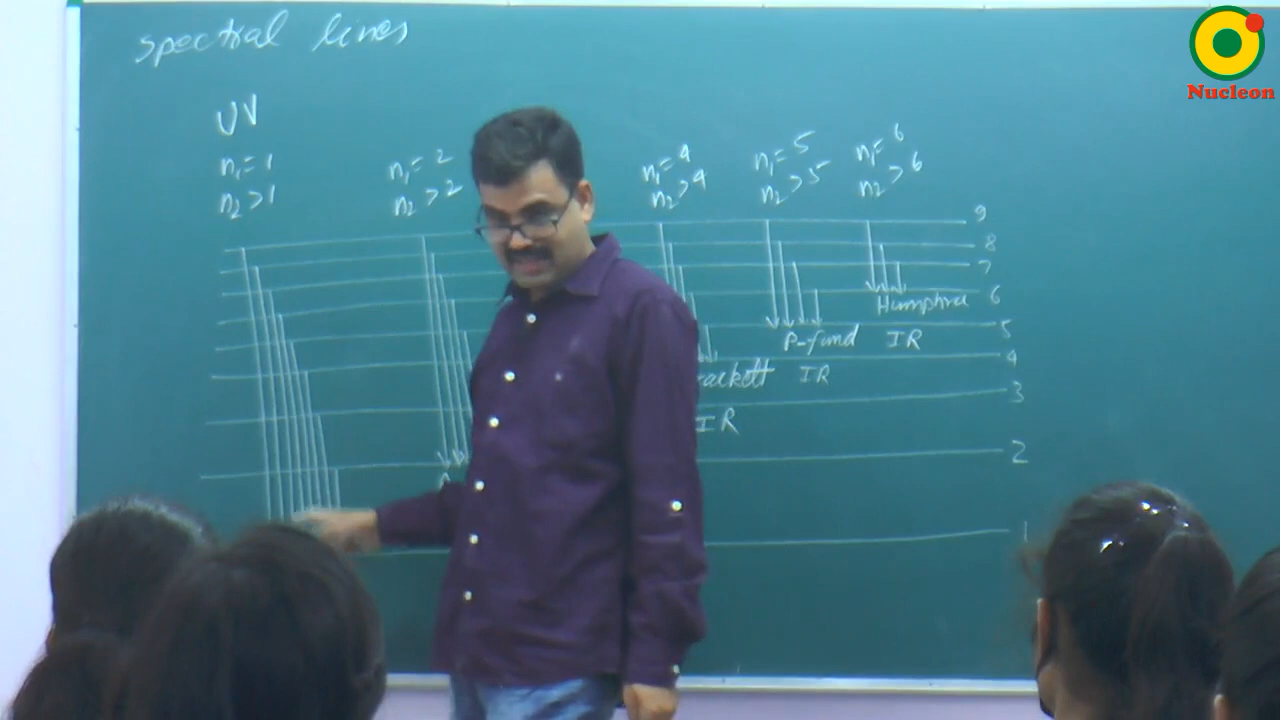 spectral lines
Nucleon
UV
n₁=1
n₂>1
n₁=2
n₂>2
n₁=4
n₂>4
n₁=5
n₂>5
n₁=6
n₂>6
9
8
7
6
5
4
3
2
1
Humphre
P-fund IR
rackett IR
IR